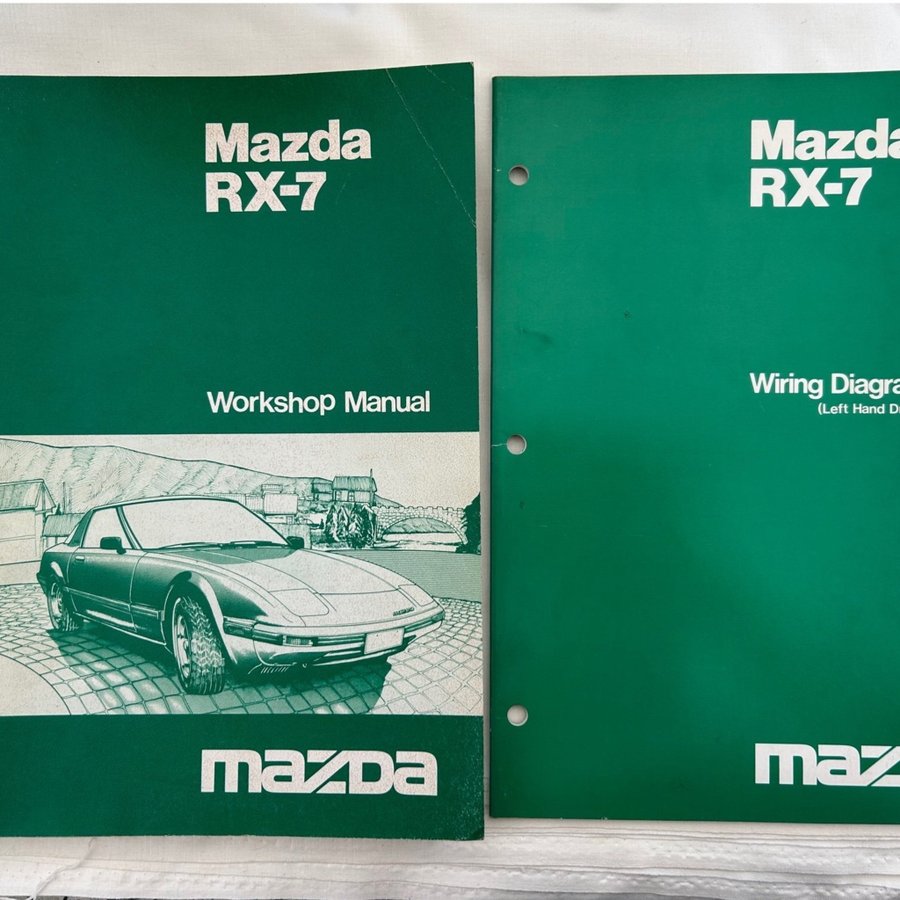 Mazda
RX-7
Workshop Manual
mazda
Mazda
RX-7
Wiring Diagra
(Left Hand D
maz